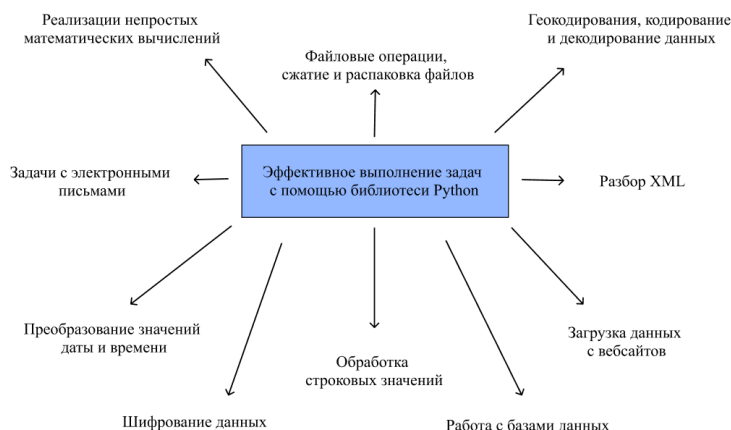 Реализации непростых
математических вычислений
Файловые операции,
сжатие и распаковка файлов
Геокодирования, кодирование
и декодирование данных
Задачи с электронными
письмами
Эффективное выполнение задач
с помощью библиотеси Python
Разбор XML
Преобразование значений
даты и времени
Обработка
строковых значений
Загрузка данных
с вебсайтов
Шифрование данных
Работа с базами данных